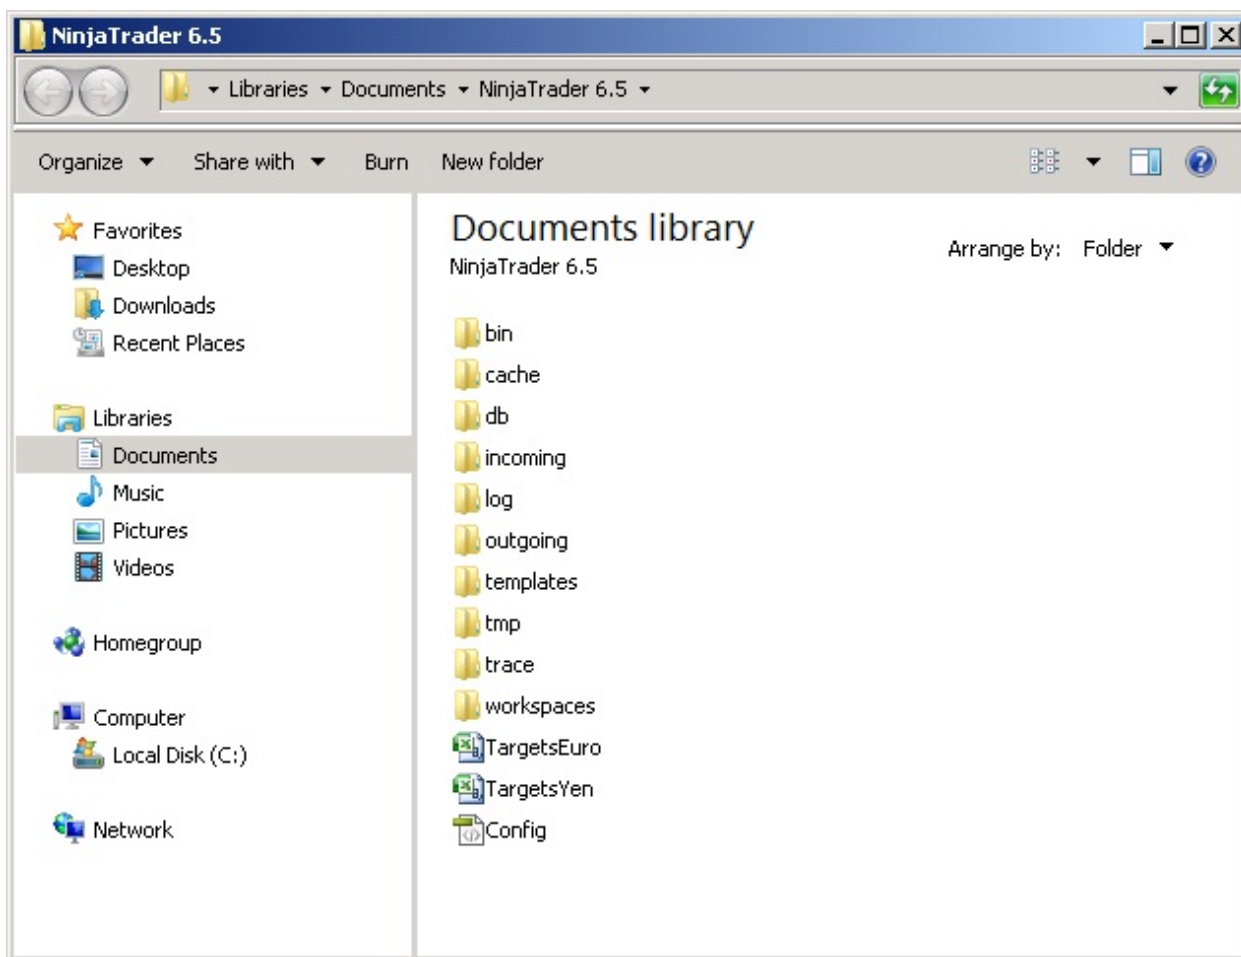 NinjaTrader 6.5
Libraries Documents NinjaTrader 6.5
Organize Share with Burn New folder
Favorites
Desktop
Downloads
Recent Places
Libraries
Documents
Music
Pictures
Videos
Homegroup
Computer
Local Disk (C:)
Network
Documents library
NinjaTrader 6.5
Arrange by: Folder
bin
cache
db
incoming
log
outgoing
templates
tmp
trace
workspaces
TargetsEuro
TargetsYen
Config